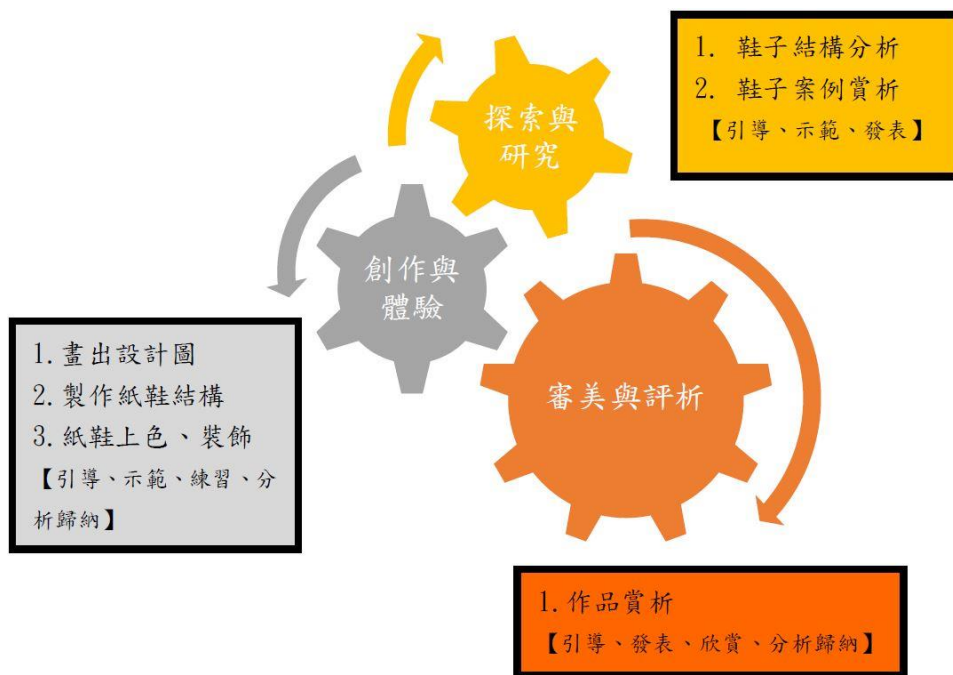 探索與
研究
1. 鞋子結構分析
2. 鞋子案例賞析
【引導、示範、發表】
創作與
體驗
1.畫出設計圖
2.製作紙鞋結構
3.紙鞋上色、裝飾
【引導、示範、練習、分
析歸納】
審美與評析
1.作品賞析
【引導、發表、欣賞、分析歸納】